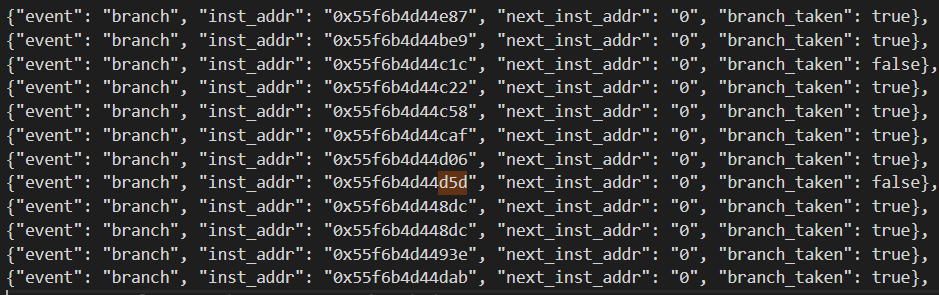 {"event": "branch", "inst_addr": "0x55f6b4d44e87", "next_inst_addr": "0", "branch_taken": true},
{"event": "branch", "inst_addr": "0x55f6b4d44be9", "next_inst_addr": "0", "branch_taken": true},
{"event": "branch", "inst_addr": "0x55f6b4d44c1c", "next_inst_addr": "0", "branch_taken": false},
{"event": "branch", "inst_addr": "0x55f6b4d44c22", "next_inst_addr": "0", "branch_taken": true},
{"event": "branch", "inst_addr": "0x55f6b4d44c58", "next_inst_addr": "0", "branch_taken": true},
{"event": "branch", "inst_addr": "0x55f6b4d44caf", "next_inst_addr": "0", "branch_taken": true},
{"event": "branch", "inst_addr": "0x55f6b4d44d06", "next_inst_addr": "0", "branch_taken": true},
{"event": "branch", "inst_addr": "0x55f6b4d44d5d", "next_inst_addr": "0", "branch_taken": false},
{"event": "branch", "inst_addr": "0x55f6b4d448dc", "next_inst_addr": "0", "branch_taken": true},
{"event": "branch", "inst_addr": "0x55f6b4d448dc", "next_inst_addr": "0", "branch_taken": true},
{"event": "branch", "inst_addr": "0x55f6b4d4493e", "next_inst_addr": "0", "branch_taken": true},
{"event": "branch", "inst_addr": "0x55f6b4d44dab", "next_inst_addr": "0", "branch_taken": true},